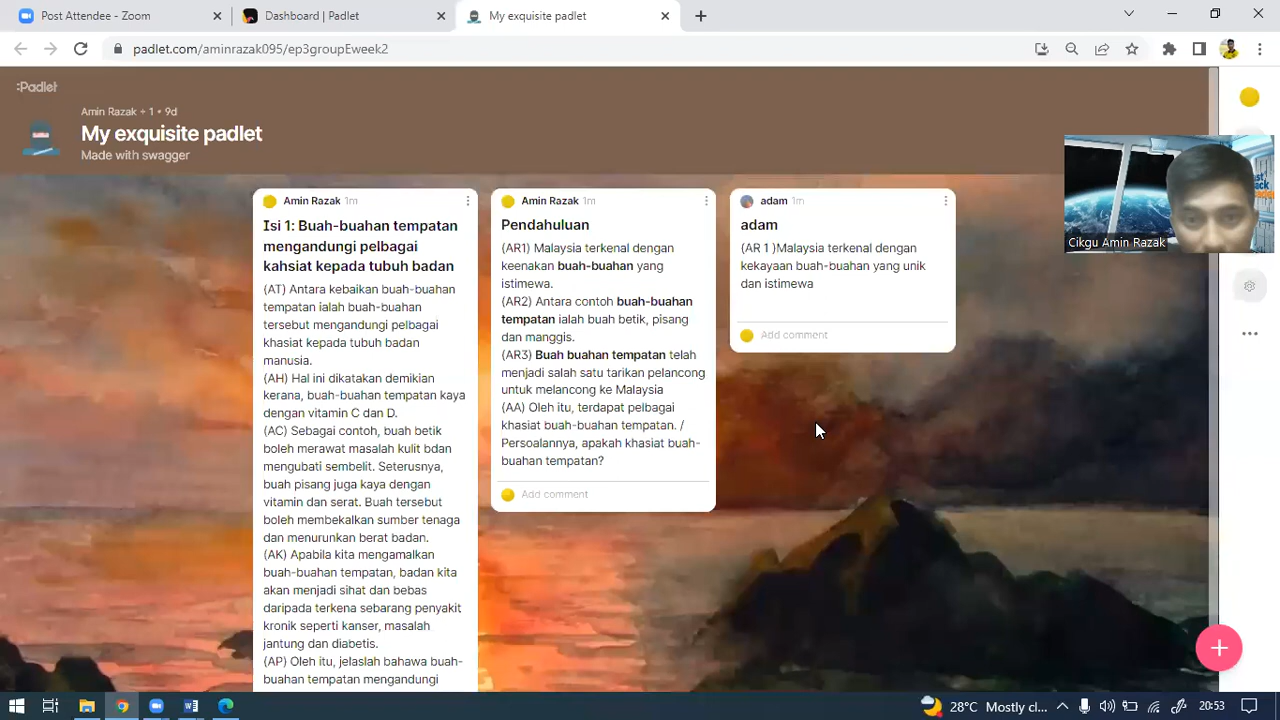 Post Attendee - Zoom
Dashboard | Padlet
My exquisite padlet
padlet.com/aminrazak095/ep3groupEweek2
:Padlet
Amin Razak + 1 • 9d
My exquisite padlet
Made with swagger
Cikgu Amin Razak
Amin Razak 1m
Isi 1: Buah-buahan tempatan
mengandungi pelbagai
kahsiat kepada tubuh badan
(AT) Antara kebaikan buah-buahan
tempatan ialah buah-buahan
tersebut mengandungi pelbagai
khasiat kepada tubuh badan
manusia.
(AH) Hal ini dikatakan demikian
kerana, buah-buahan tempatan kaya
dengan vitamin C dan D.
(AC) Sebagai contoh, buah betik
boleh merawat masalah kulit bdan
mengubati sembelit. Seterusnya,
buah pisang juga kaya dengan
vitamin dan serat. Buah tersebut
boleh membekalkan sumber tenaga
dan menurunkan berat badan.
(AK) Apabila kita mengamalkan
buah-buahan tempatan, badan kita
akan menjadi sihat dan bebas
daripada terkena sebarang penyakit
kronik seperti kanser, masalah
jantung dan diabetis.
(AP) Oleh itu, jelaslah bahawa buah-
buahan tempatan mengandungi
Amin Razak 1m
Pendahuluan
(AR1) Malaysia terkenal dengan
keenakan buah-buahan yang
istimewa.
(AR2) Antara contoh buah-buahan
tempatan ialah buah betik, pisang
dan manggis.
(AR3) Buah buahan tempatan telah
menjadi salah satu tarikan pelancong
untuk melancong ke Malaysia
(AA) Oleh itu, terdapat pelbagai
khasiat buah-buahan tempatan. /
Persoalannya, apakah khasiat buah-
buahan tempatan?
Add comment
adam 1m
adam
(AR 1 )Malaysia terkenal dengan
kekayaan buah-buahan yang unik
dan istimewa
Add comment
28°C Mostly cl... 20:53